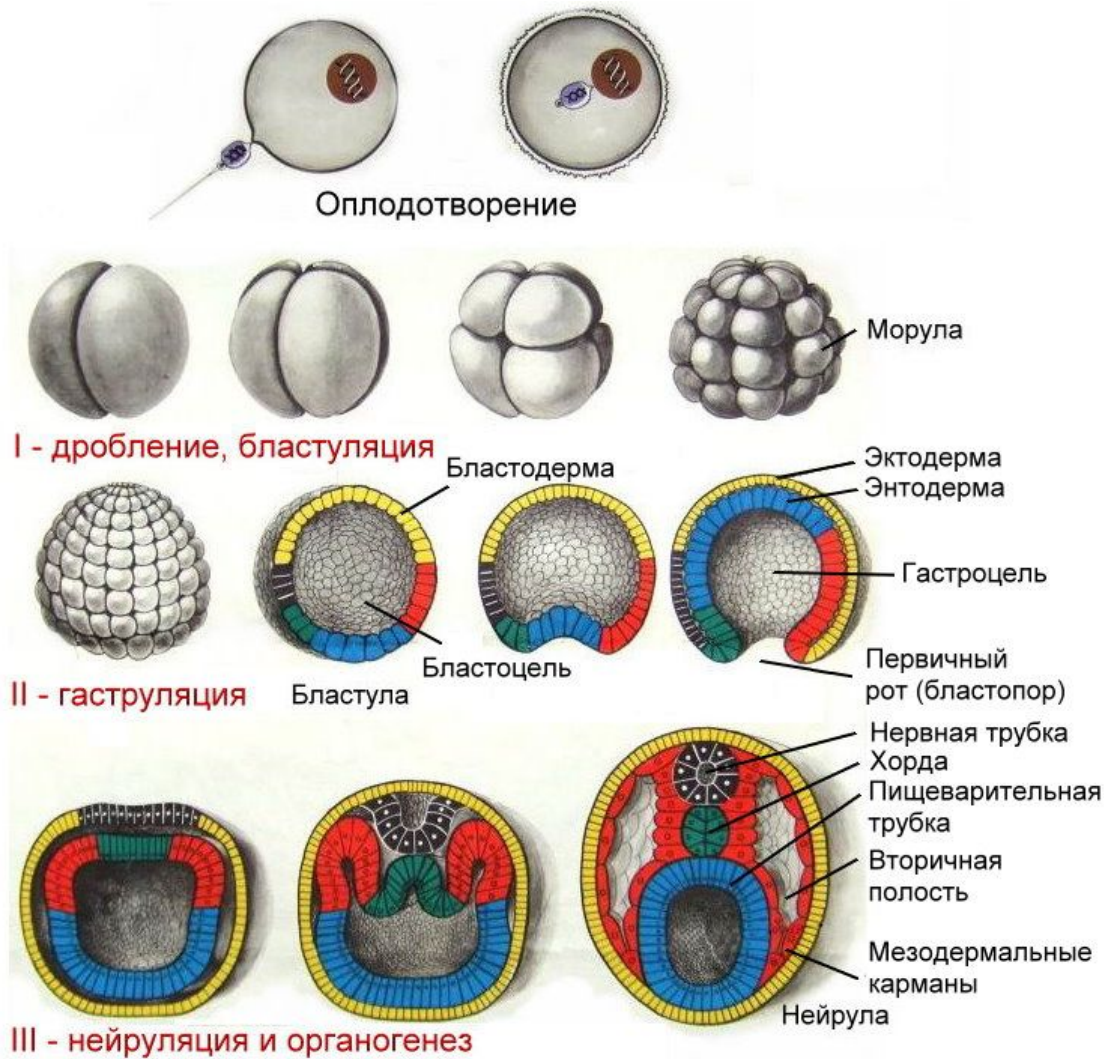 Оплодотворение
Морула
I - дробление, бластуляция
Бластодерма
Эктодерма
Энтодерма
Гастроцель
Бластоцель
Первичный
рот (бластопор)
II - гаструляция
Бластула
Нервная трубка
Хорда
Пищеварительная
трубка
Вторичная
полость
Мезодермальные
карманы
Нейрула
III - нейруляция и органогенез